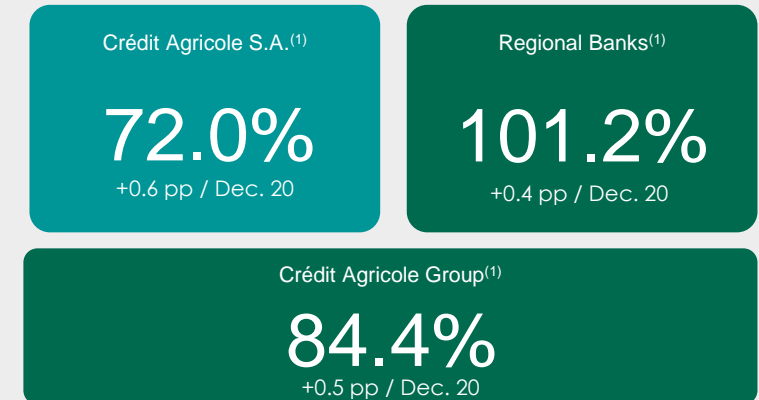 Crédit Agricole S.A.(1)
72.0%
+0.6 pp / Dec. 20
Regional Banks(1)
101.2%
+0.4 pp / Dec. 20
Crédit Agricole Group(1)
84.4%
+0.5 pp / Dec. 20